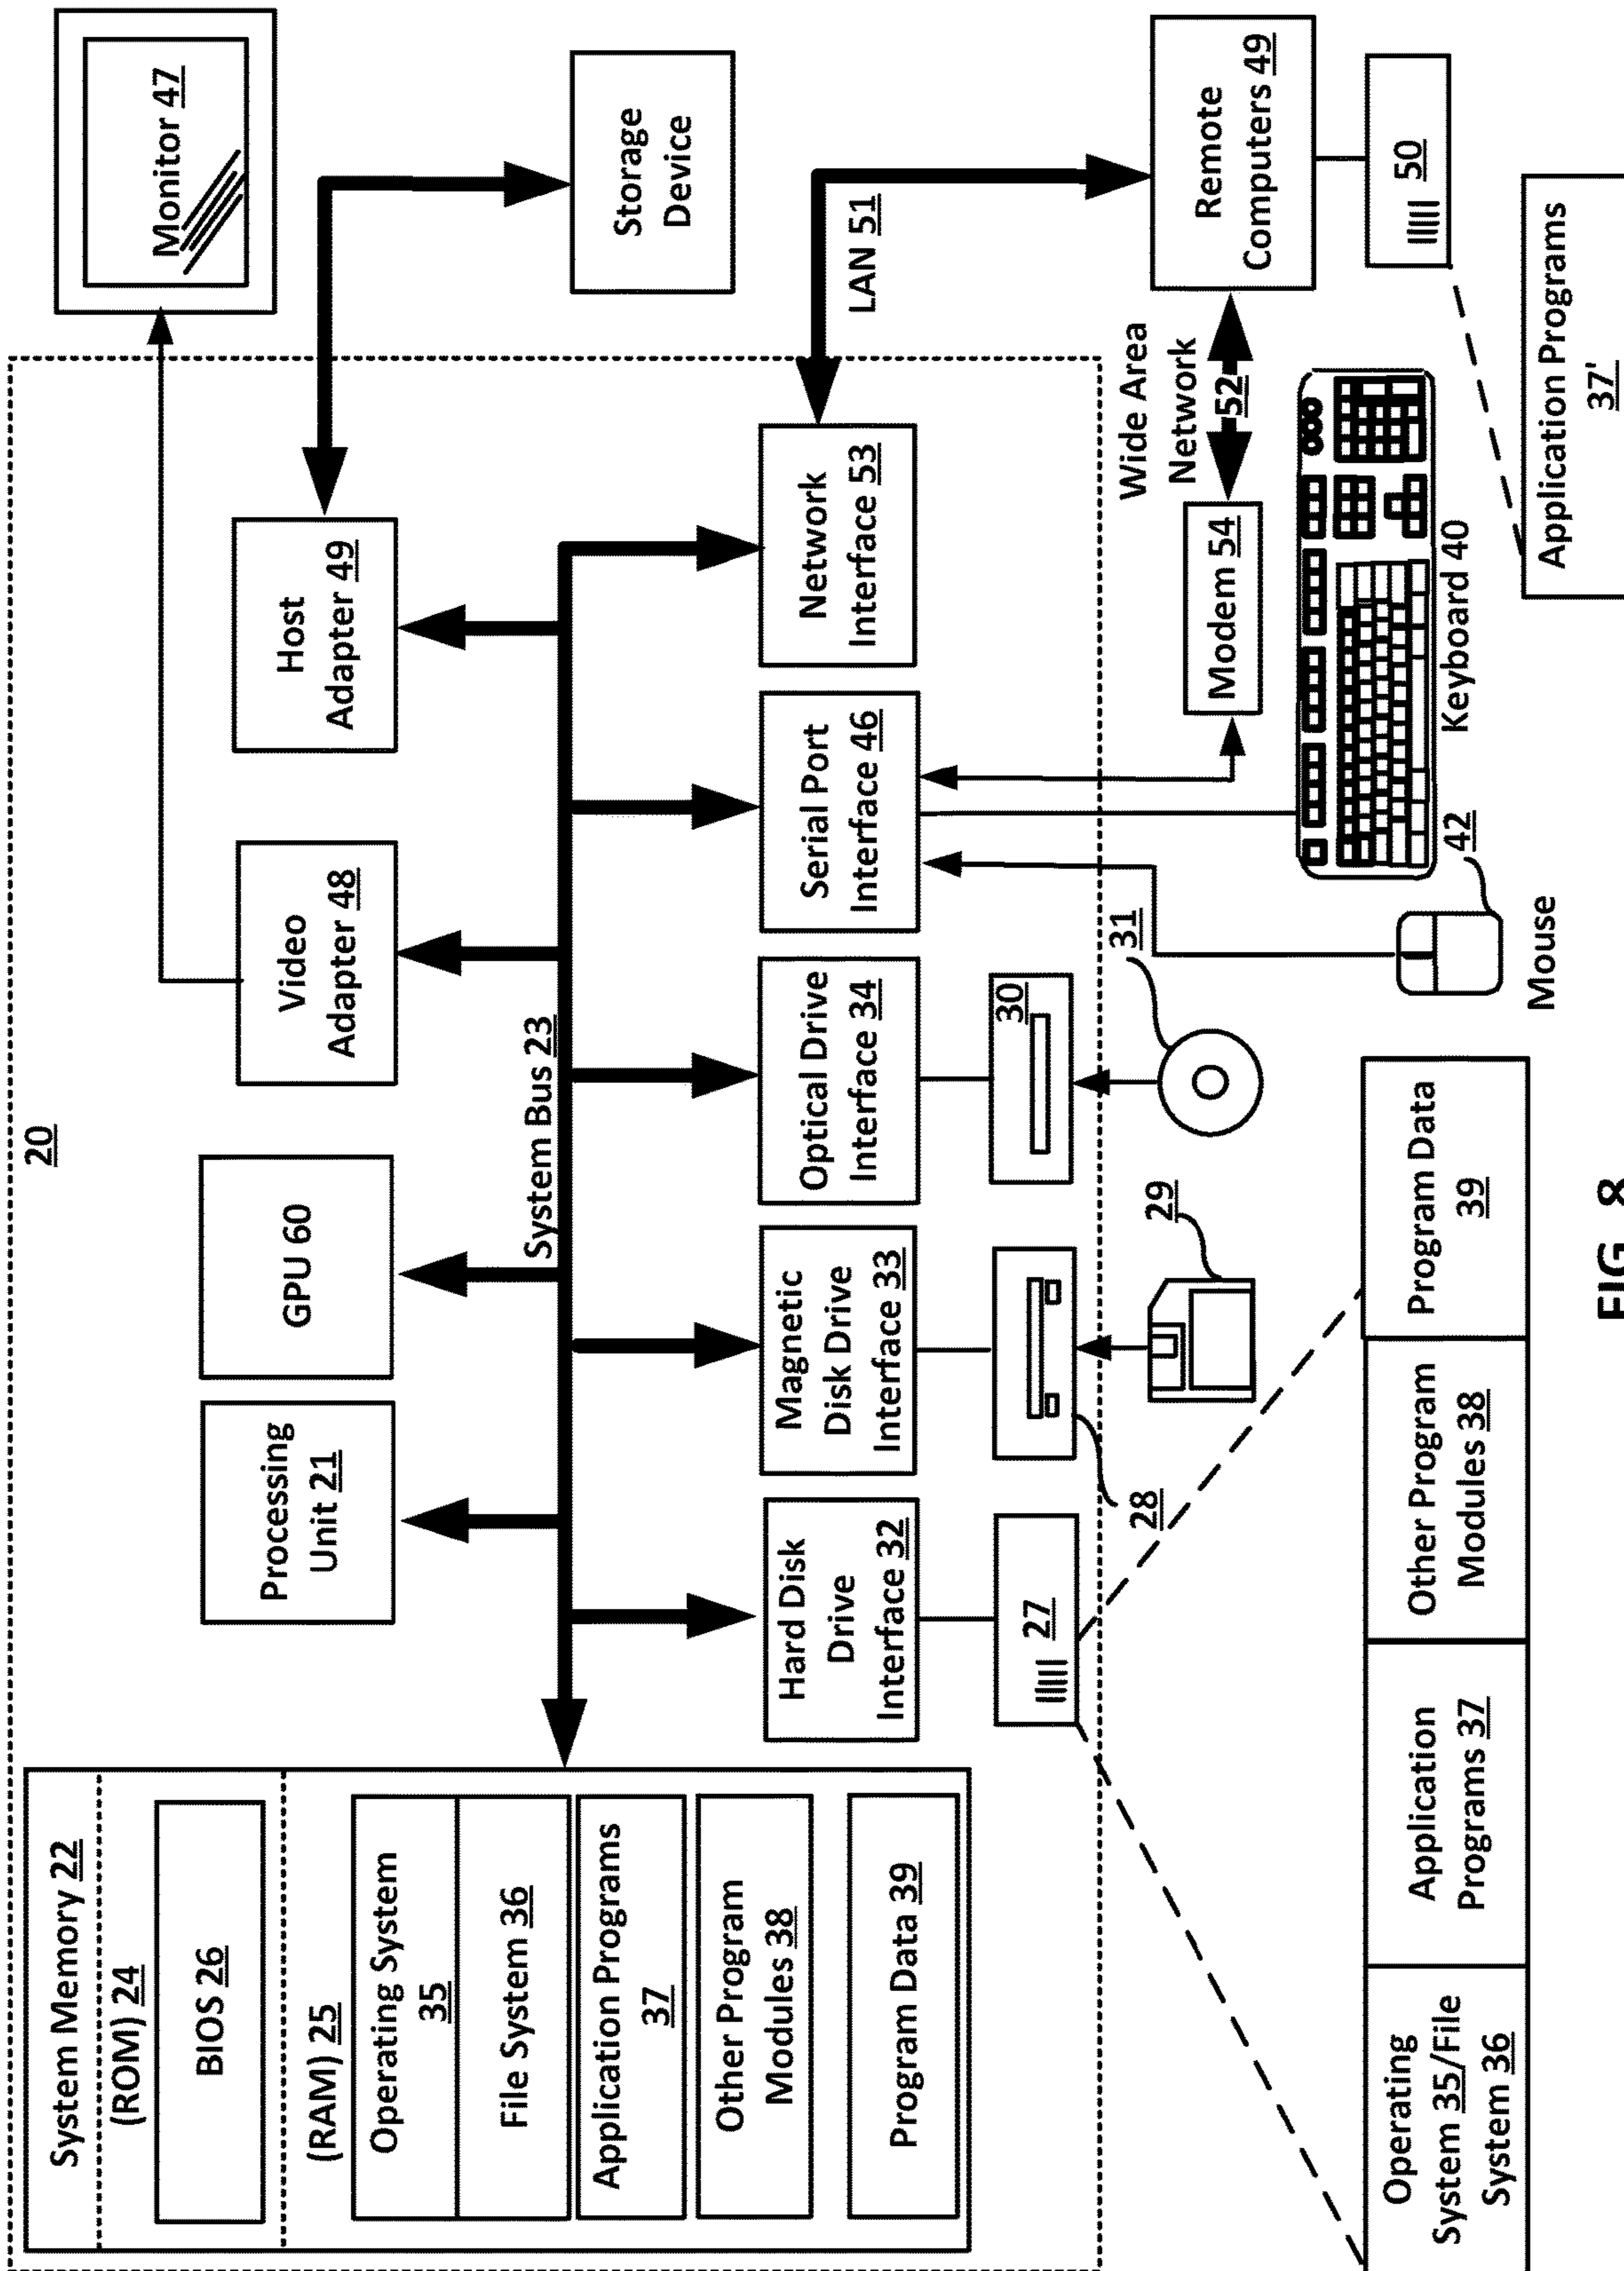 20
System Memory 22
(ROM) 24
BIOS 26
(RAM) 25
Operating System
35
File System 36
Application Programs
37
Other Program
Modules 38
Program Data 39
Processing
Unit 21
GPU 60
Video
Adapter 48
Host
Adapter 49
Monitor 47
Storage
Device
System Bus 23
Hard Disk
Drive
Interface 32
Magnetic
Disk Drive
Interface 33
Optical Drive
Interface 34
Serial Port
Interface 46
Network
Interface 53
LAN 51
27
28
29
30
31
Modem 54
Wide Area
Network
52
Remote
Computers 49
50
Keyboard 40
42
Mouse
Operating
System 35/File
System 36
Application
Programs 37
Other Program
Modules 38
Program Data
39
Application Programs
37'
FIG. 8